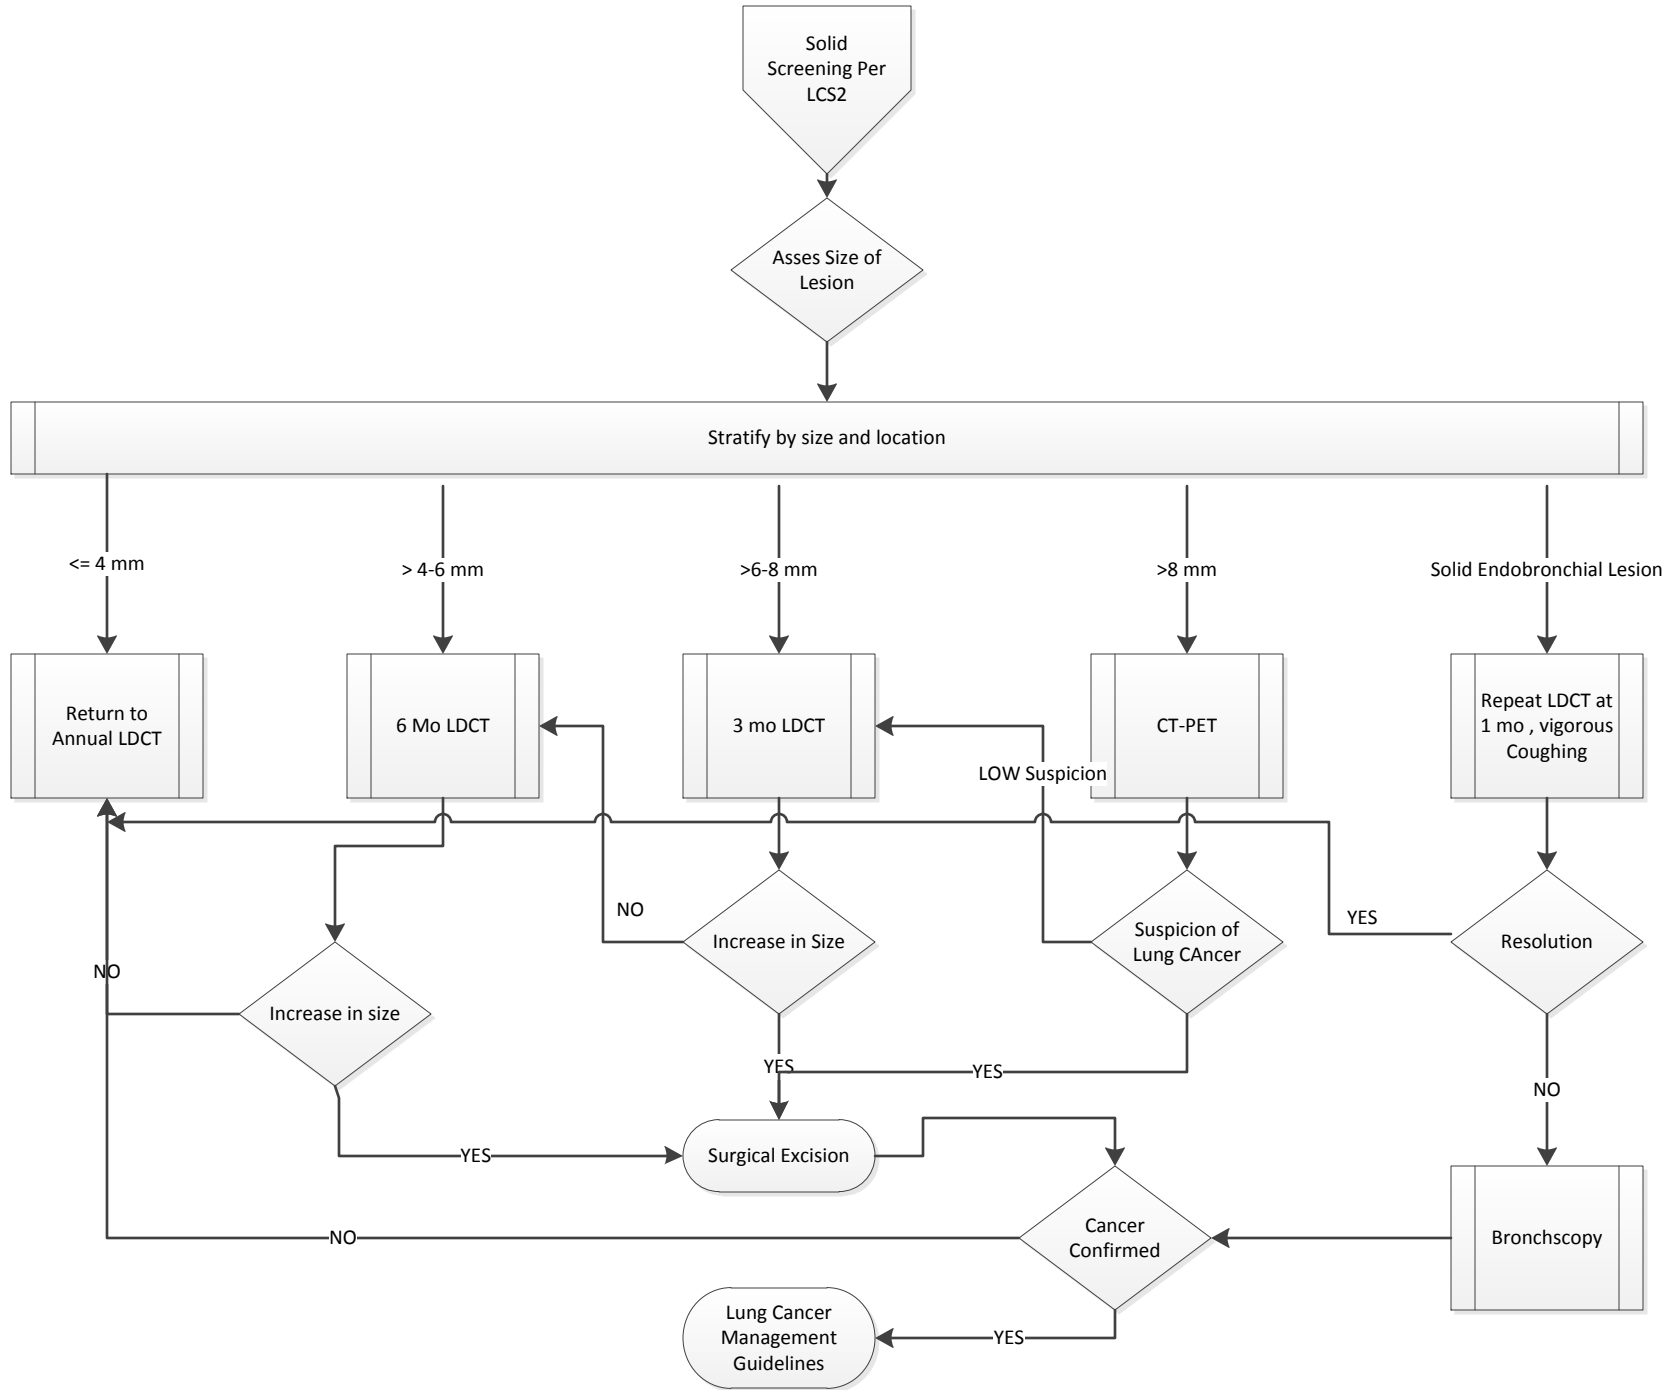 Solid
Screening Per
LCS2
Asses Size of
Lesion
Stratify by size and location
<= 4 mm
> 4-6 mm
>6-8 mm
>8 mm
Solid Endobronchial Lesion
Return to
Annual LDCT
6 Mo LDCT
3 mo LDCT
CT-PET
Repeat LDCT at
1 mo , vigorous
Coughing
LOW Suspicion
NO
YES
Increase in Size
Suspicion of
Lung CAncer
Resolution
NO
Increase in size
YES
YES
NO
YES
Surgical Excision
Cancer
Confirmed
Bronchscopy
NO
Lung Cancer
Management
Guidelines
YES